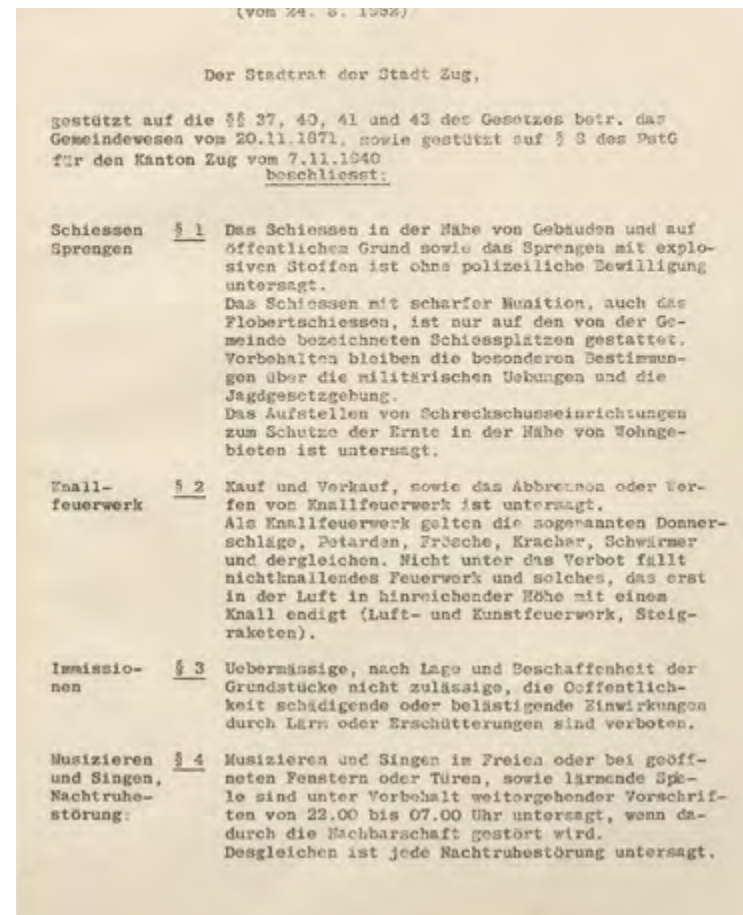 (vom 24.
Der Stadtrat der Stadt Zug,
gestützt auf die §§ 37, 40, 41 und 43 des Gesetzes betr. das
Gemeindewesen vom 20.11.1871, sowie gestützt auf § des PStG
für den Kanton Zug vom 7.11.1940
beschliesst:
Schiessen § 1 Das Schiessen in der Nähe von Gebäuden und auf
Sprengen öffentlichem Grund sowie das Sprengen mit explo-
siven Stoffen ist ohne polizeiliche Bewilligung
untersagt.
Das Schiessen mit scharfer Munition, auch das
Flobertschiessen, ist nur auf den von der Ge-
meinde bezeichneten Schiessplätzen gestattet.
Vorbehalten bleiben die besonderen Bestimmun-
gen über die militärischen Uebungen und die
Jagdgesetzgebung.
Das Aufstellen von Schreckschusseinrichtungen
zum Schutze der Ernte in der Nähe von Wohnge-
bieten ist untersagt.
Knall- § 2 Kauf und Verkauf, sowie das Abbrennen oder Wer-
feuerwerk fen von Knallfeuerwerk ist untersagt.
Als Knallfeuerwerk gelten die sogenannten Donner-
schläge, Petarden, Frösche, Kracher, Schwärmer
und dergleichen. Nicht unter das Verbot fällt
nichtknallendes Feuerwerk und solches, das erst
in der Luft in hinreichender Höhe mit einem
Knall endigt (Luft- und Kunstfeuerwerk, Steig-
raketen).
Immissio- § 3 Uebermässige, nach Lage und Beschaffenheit der
nen Grundstücke nicht zulässige, die Oeffentlich-
keit schädigende oder belästigende Einwirkungen
durch Lärm oder Erschütterungen sind verboten.
Musizieren § 4 Musizieren und Singen im Freien oder bei geöff-
und Singen, neten Fenstern oder Türen, sowie lärmende Spie-
Nachtruhe- le sind unter Vorbehalt weitergehender Vorschrif-
störung: ten von 22.00 bis 07.00 Uhr untersagt, wenn da-
durch die Nachbarschaft gestört wird.
Desgleichen ist jede Nachtruhestörung untersagt.